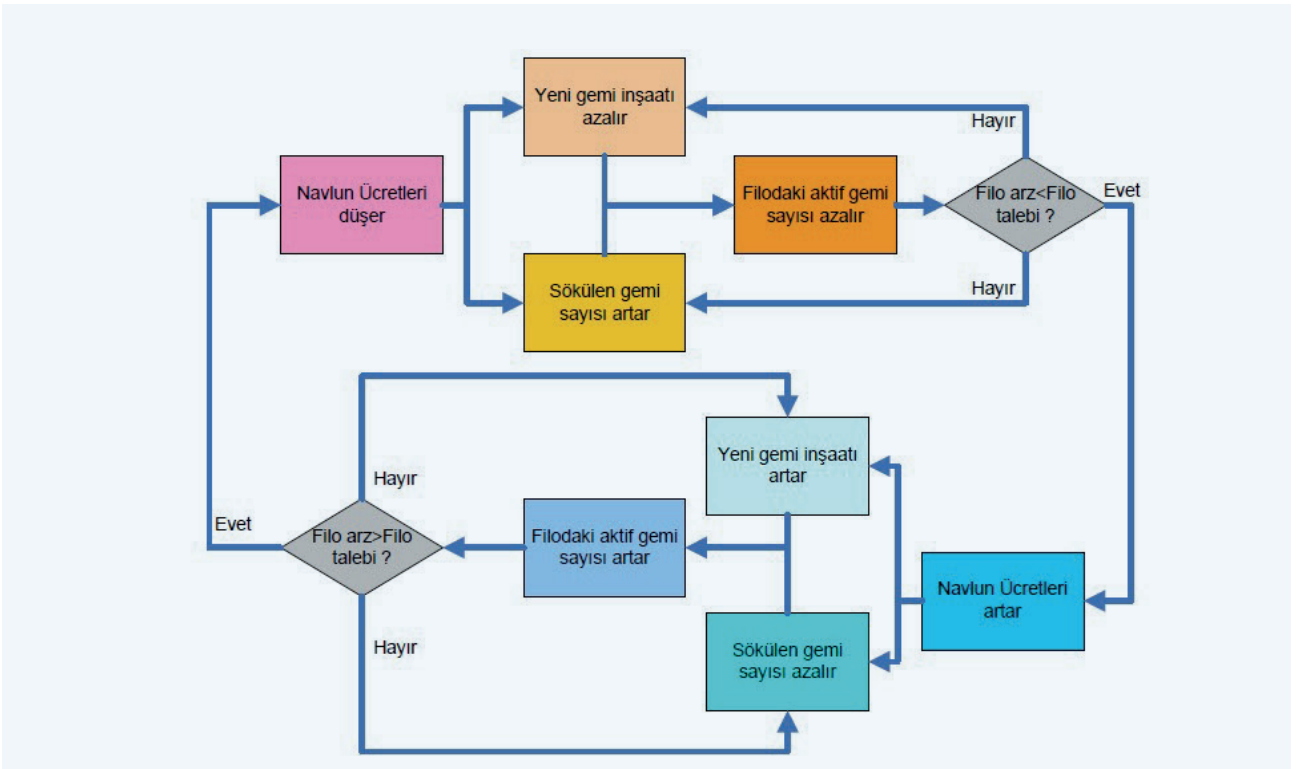 Yeni gemi inşaatı
azalır
Hayır
Navlun Ücretleri
düşer
Filodaki aktif gemi
sayısı azalır
Filo arz<Filo
talebi ?
Evet
Sökülen gemi
sayısı artar
Hayır
Yeni gemi inşaatı
artar
Hayır
Evet
Filo arz>Filo
talebi ?
Filodaki aktif gemi
sayısı artar
Navlun Ücretleri
artar
Hayır
Sökülen gemi
sayısı azalır